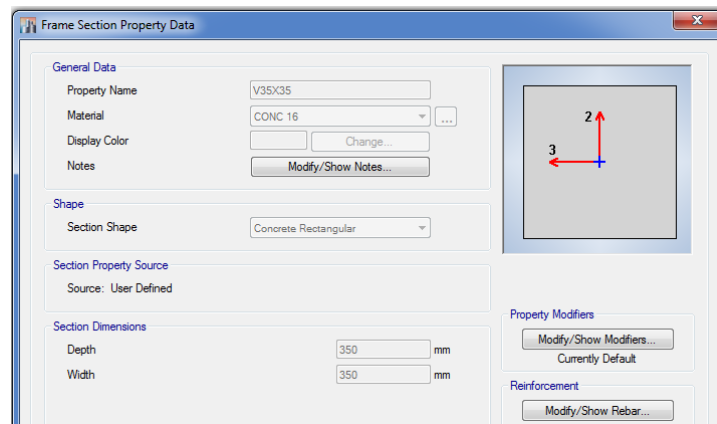 Frame Section Property Data
General Data
Property Name V35X35
Material CONC 16 ...
Display Color Change...
Notes Modify/Show Notes...
2
3
Shape
Section Shape Concrete Rectangular
Section Property Source
Source: User Defined
Section Dimensions
Depth 350 mm
Width 350 mm
Property Modifiers
Modify/Show Modifiers...
Currently Default
Reinforcement
Modify/Show Rebar...